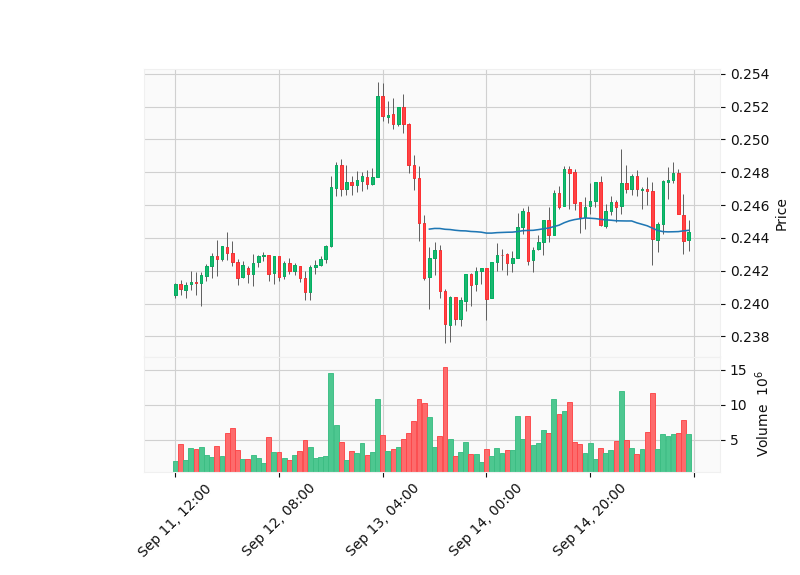 0.254
0.252
0.250
0.248
0.246
0.244
0.242
0.240
0.238
Price
15
10
5
Volume 10^6
Sep 11, 12:00
Sep 12, 08:00
Sep 13, 04:00
Sep 14, 00:00
Sep 14, 20:00